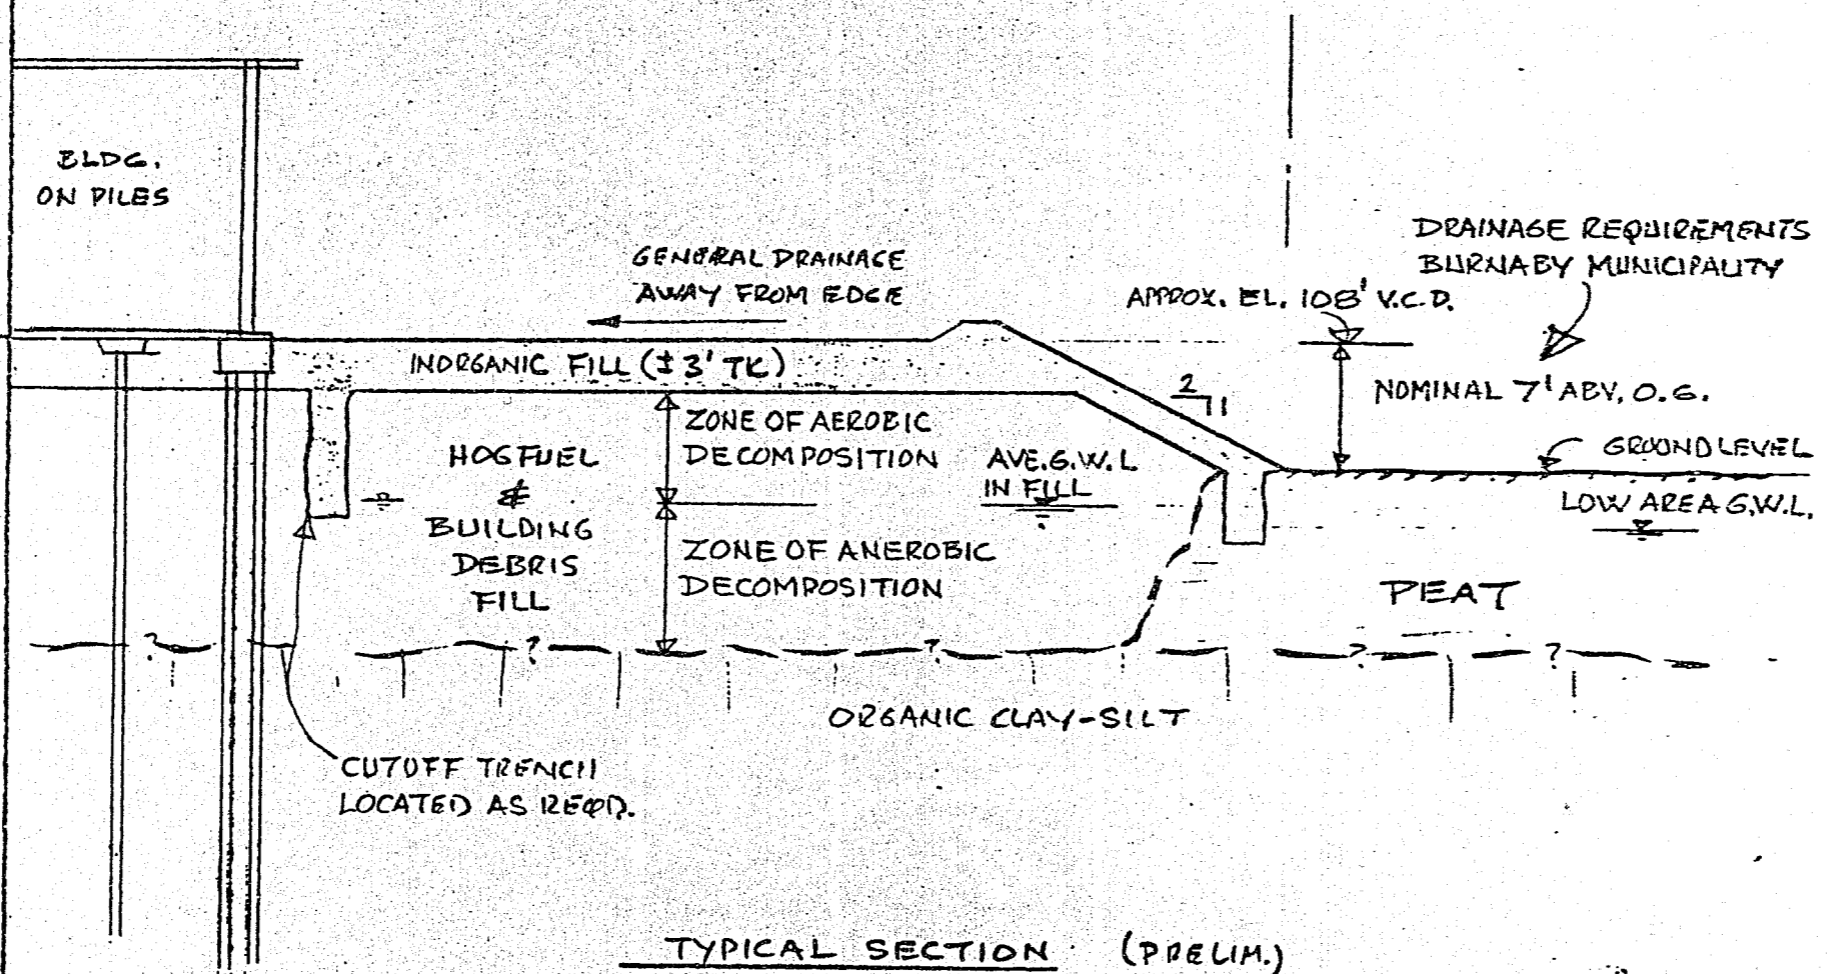 BLDG.
ON PILES
GENERAL DRAINAGE
AWAY FROM EDGE
DRAINAGE REQUIREMENTS
BURNABY MUNICIPALITY
APPROX. EL. 108' V.C.D.
INORGANIC FILL (± 3' TK)
2
1
NOMINAL 7' ABV. O.G.
ZONE OF AEROBIC
DECOMPOSITION
HOGFUEL
&
BUILDING
DEBRIS
FILL
AVE. G.W.L.
IN FILL
GROUND LEVEL
LOW AREA G.W.L.
ZONE OF ANEROBIC
DECOMPOSITION
PEAT
? ? ? ? ?
ORGANIC CLAY-SILT
CUTOFF TRENCH
LOCATED AS REQD.
TYPICAL SECTION (PRELIM.)